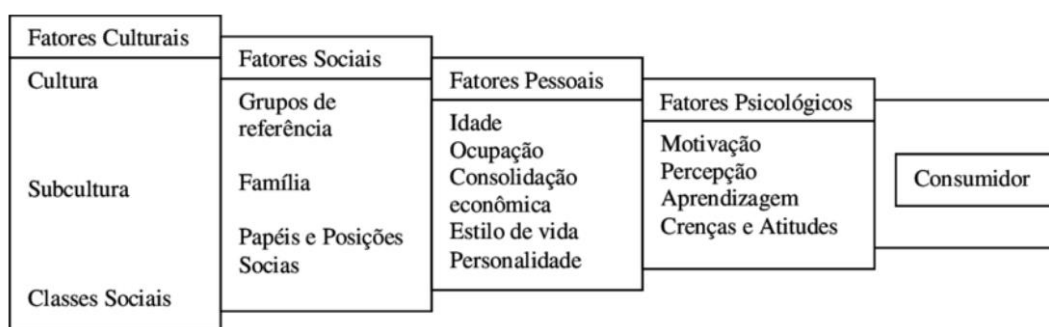 Fatores Culturais
Cultura
Subcultura
Classes Sociais
Fatores Sociais
Grupos de
referência
Família
Papéis e Posições
Socias
Fatores Pessoais
Idade
Ocupação
Consolidação
econômica
Estilo de vida
Personalidade
Fatores Psicológicos
Motivação
Percepção
Aprendizagem
Crenças e Atitudes
Consumidor